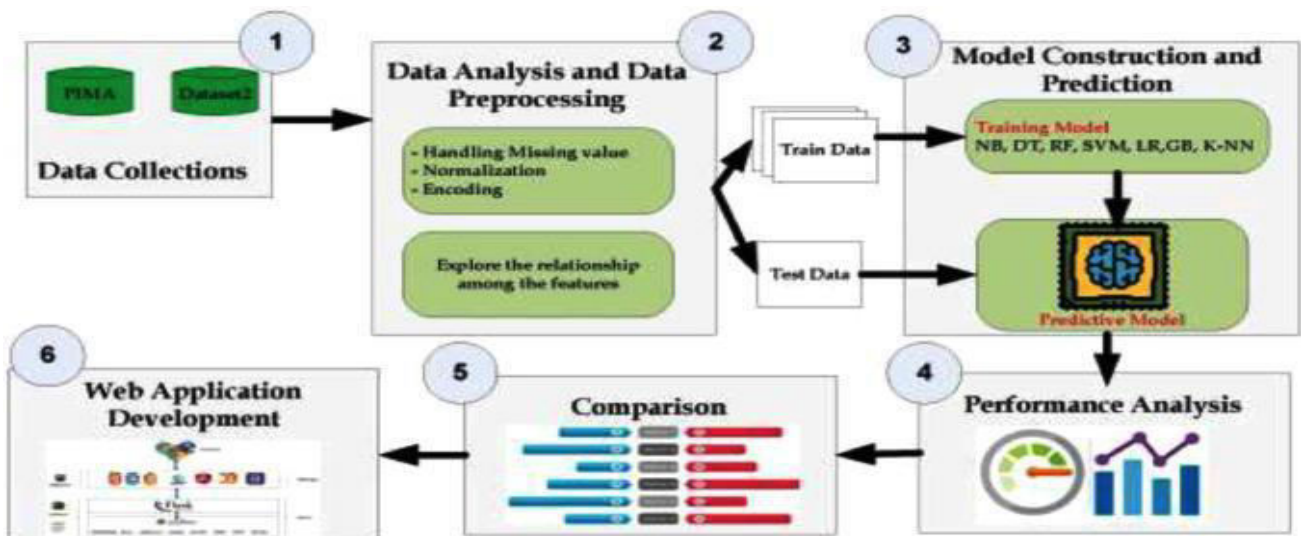 1
PIMA
Dataset2
Data Collections
2
Data Analysis and Data
Preprocessing
- Handling Missing value
- Normalization
- Encoding
Explore the relationship
among the features
Train Data
Test Data
3
Model Construction and
Prediction
Training Model
NB, DT, RF, SVM, LR,GB, K-NN
Predictive Model
4
Performance Analysis
5
Comparison
6
Web Application
Development
Flask